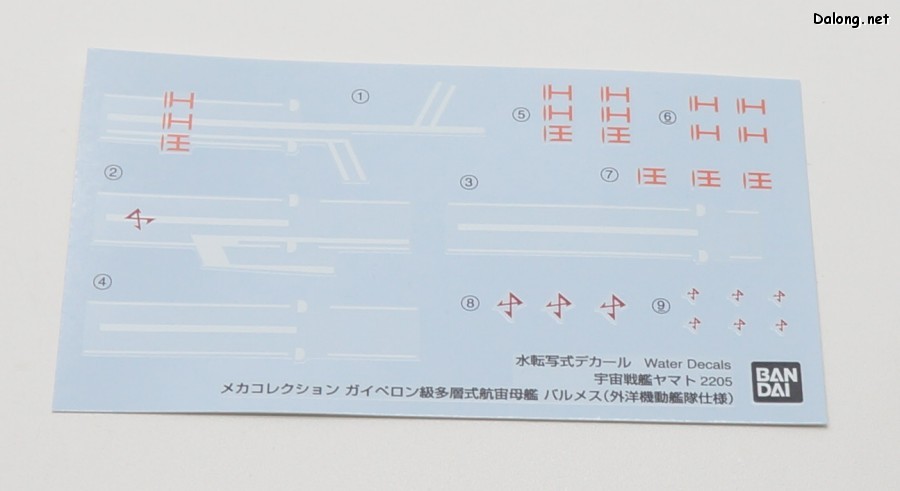 Dalong.net
①
⑤
⑥
②
⑦
③
④
⑧
⑨
水転写式デカール Water Decals
宇宙戦艦ヤマト 2205
メカコレクション ガイペロン級多層式航宙母艦 バルメス(外洋機動艦隊仕様)
BAN
DAI